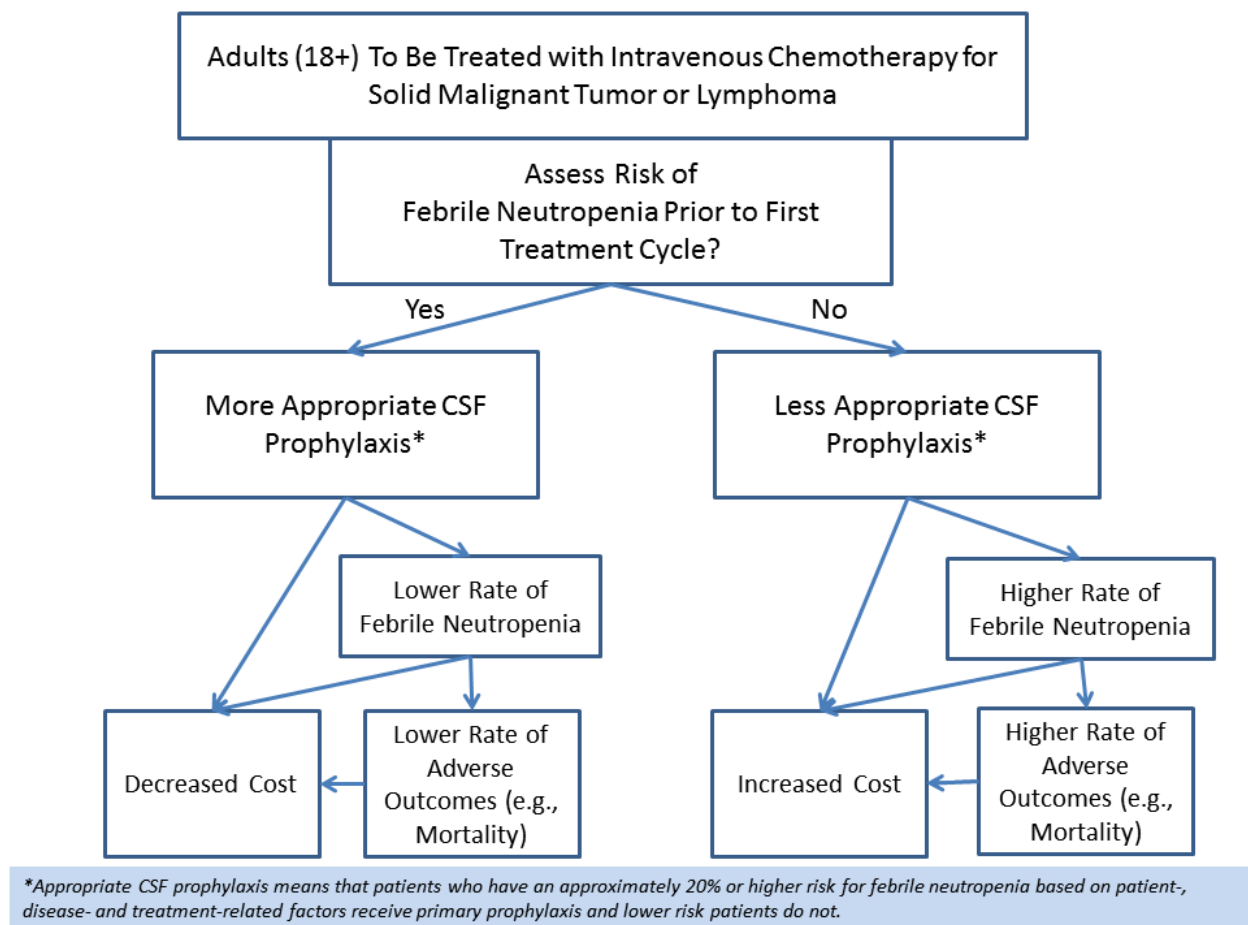 Adults (18+) To Be Treated with Intravenous Chemotherapy for
Solid Malignant Tumor or Lymphoma
Assess Risk of
Febrile Neutropenia Prior to First
Treatment Cycle?
Yes
No
More Appropriate CSF
Prophylaxis*
Less Appropriate CSF
Prophylaxis*
Lower Rate of
Febrile Neutropenia
Higher Rate of
Febrile Neutropenia
Decreased Cost
Lower Rate of
Adverse
Outcomes (e.g.,
Mortality)
Increased Cost
Higher Rate of
Adverse
Outcomes (e.g.,
Mortality)
*Appropriate CSF prophylaxis means that patients who have an approximately 20% or higher risk for febrile neutropenia based on patient-,
disease- and treatment-related factors receive primary prophylaxis and lower risk patients do not.